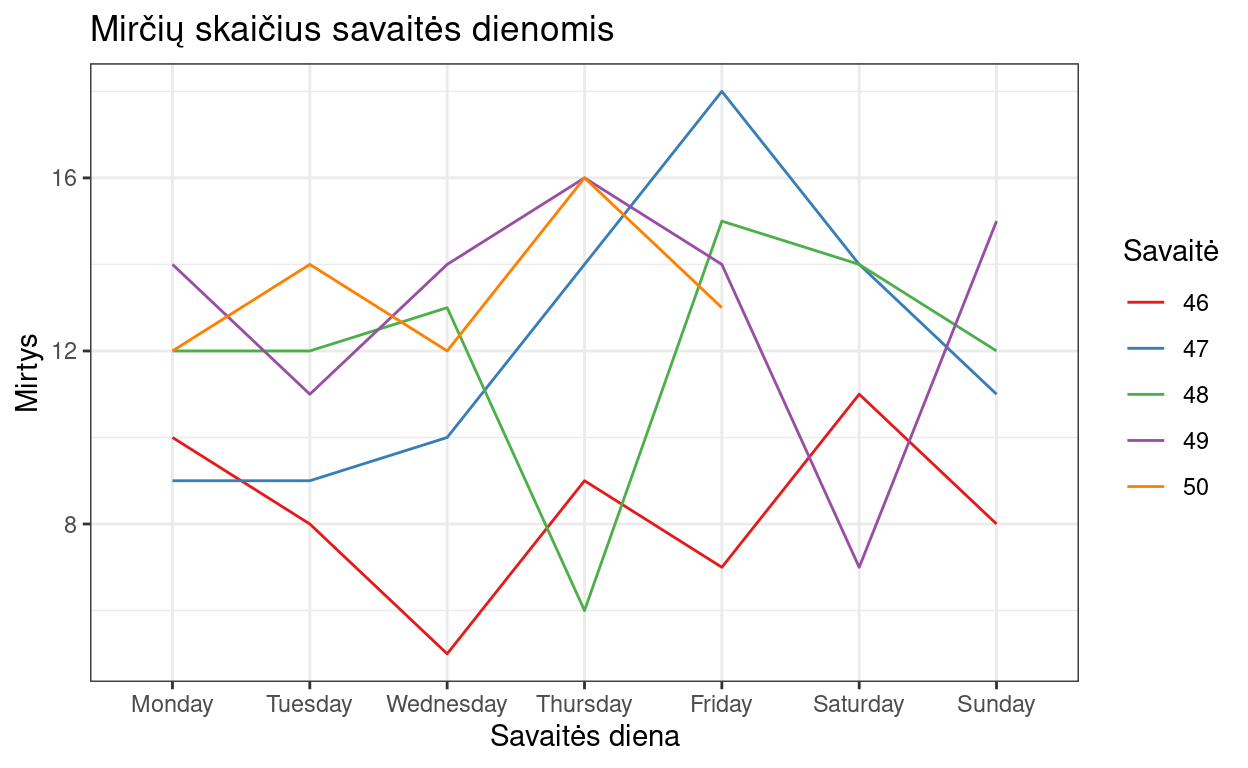 Mirčių skaičius savaitės dienomis
Mirtys
16
12
8
Monday Tuesday Wednesday Thursday Friday Saturday Sunday
Savaitės diena
Savaitė
46
47
48
49
50